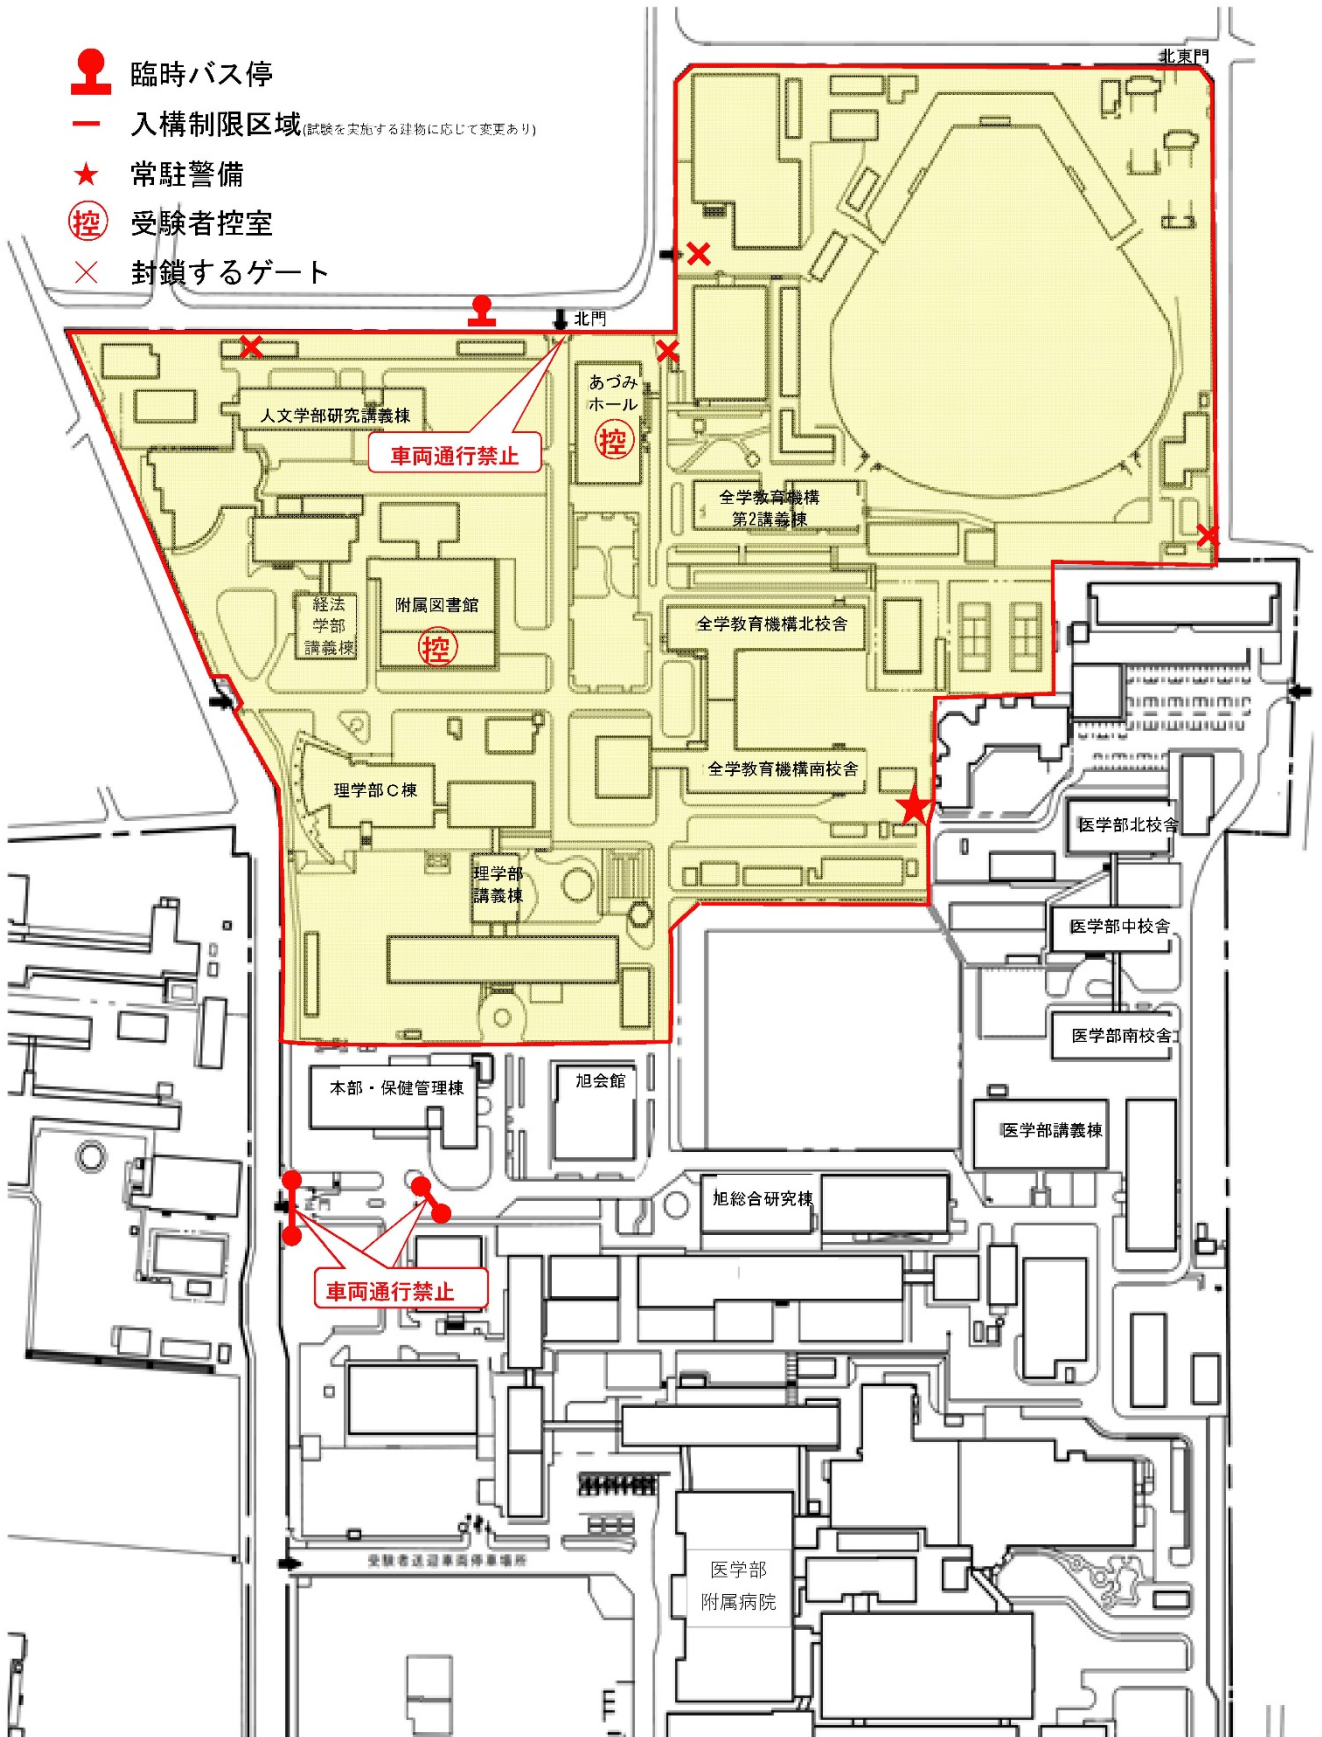 臨時バス停
入構制限区域(試験を実施する建物に応じて変更あり)
常駐警備
控 受験者控室
封鎖するゲート
北東門
北門
あづみ
ホール
控
人文学部研究講義棟
車両通行禁止
全学教育機構
第2講義棟
経法
学部
講義棟
附属図書館
控
全学教育機構北校舎
全学教育機構南校舎
理学部C棟
理学部
講義棟
医学部北校舎
医学部中校舎
医学部南校舎
本部・保健管理棟
旭会館
医学部講義棟
正門
旭総合研究棟
車両通行禁止
受験者送迎車両停車場所
医学部
附属病院